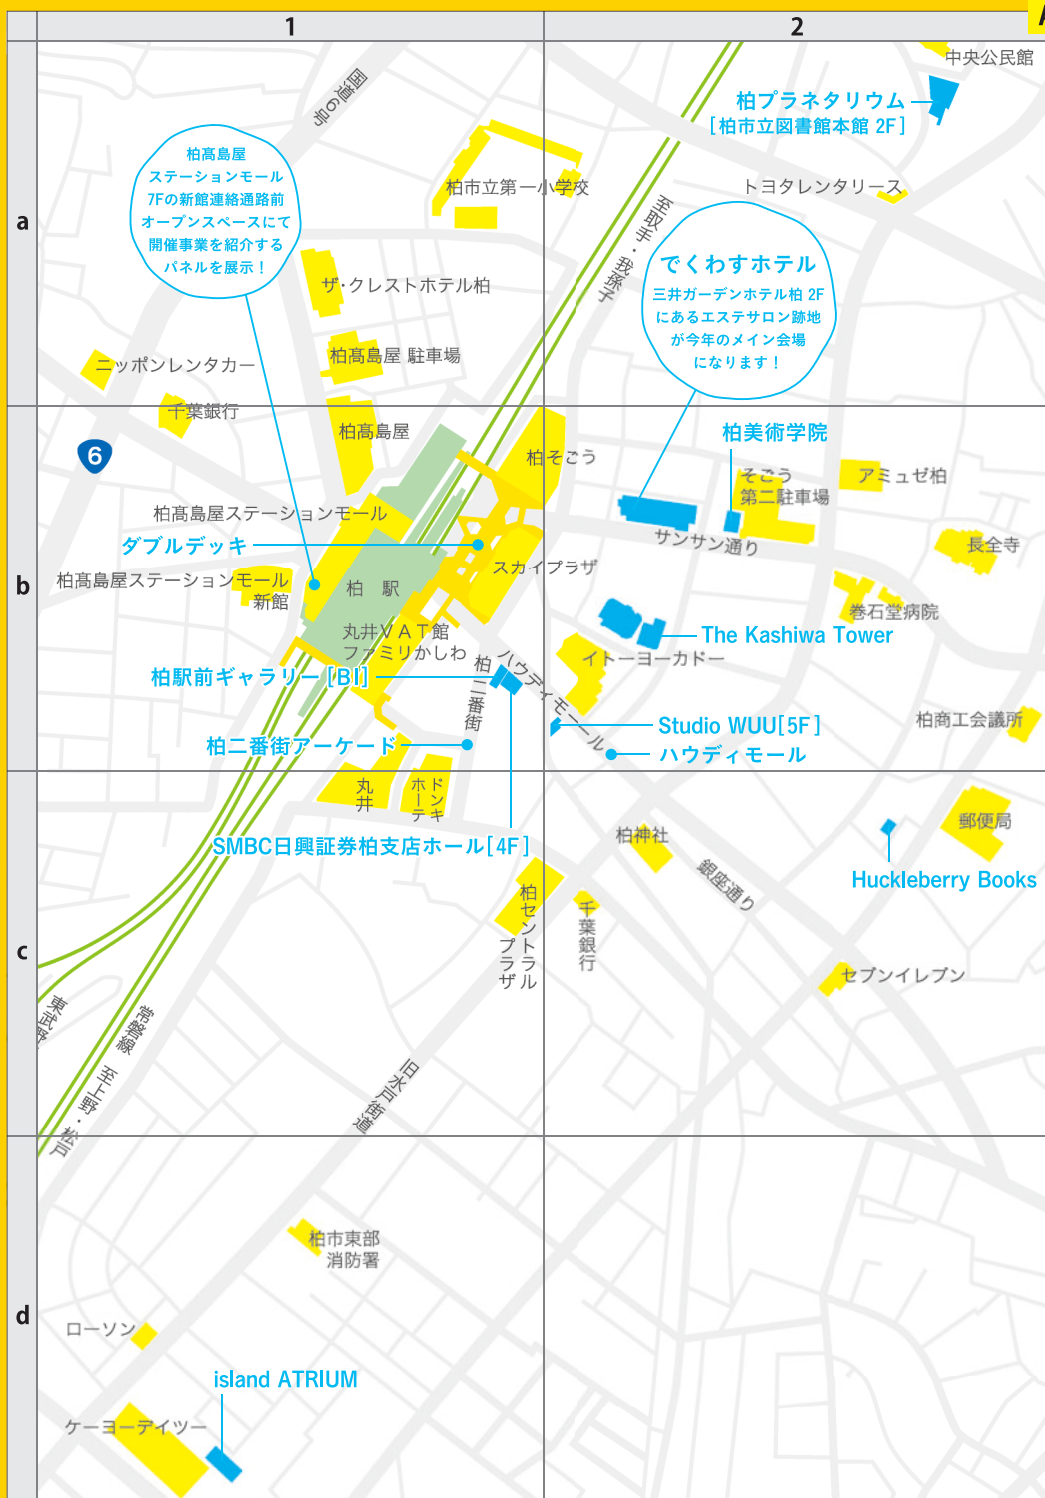 1
2
A
中央公民館
国道6号
柏プラネタリウム
[柏市立図書館本館 2F]
柏髙島屋
ステーションモール
7Fの新館連絡通路前
オープンスペースにて
開催事業を紹介する
パネルを展示！
柏市立第一小学校
トヨタレンタリース
a
至取手・我孫子
でくわすホテル
三井ガーデンホテル柏 2F
にあるエステサロン跡地
が今年のメイン会場
になります！
ザ・クレストホテル柏
柏髙島屋 駐車場
ニッポンレンタカー
千葉銀行
柏髙島屋
柏美術学院
6
柏そごう
そごう
第二駐車場
アミュゼ柏
柏髙島屋ステーションモール
ダブルデッキ
サンサン通り
長全寺
スカイプラザ
柏髙島屋ステーションモール
新館
b
柏 駅
巻石堂病院
丸井ＶＡＴ館
ファミリかしわ
The Kashiwa Tower
イトーヨーカドー
柏駅前ギャラリー[BI]
柏二番街
ハウディモール
Studio WUU[5F]
柏商工会議所
柏二番街アーケード
ハウディモール
丸井
ドンキ
ホーテ
郵便局
柏神社
SMBC日興証券柏支店ホール[4F]
銀座通り
Huckleberry Books
柏セントラル
プラザ
千葉銀行
c
セブンイレブン
常磐線 至上野・松戸
旧水戸街道
柏市東部
消防署
d
ローソン
island ATRIUM
ケーヨーデイツー